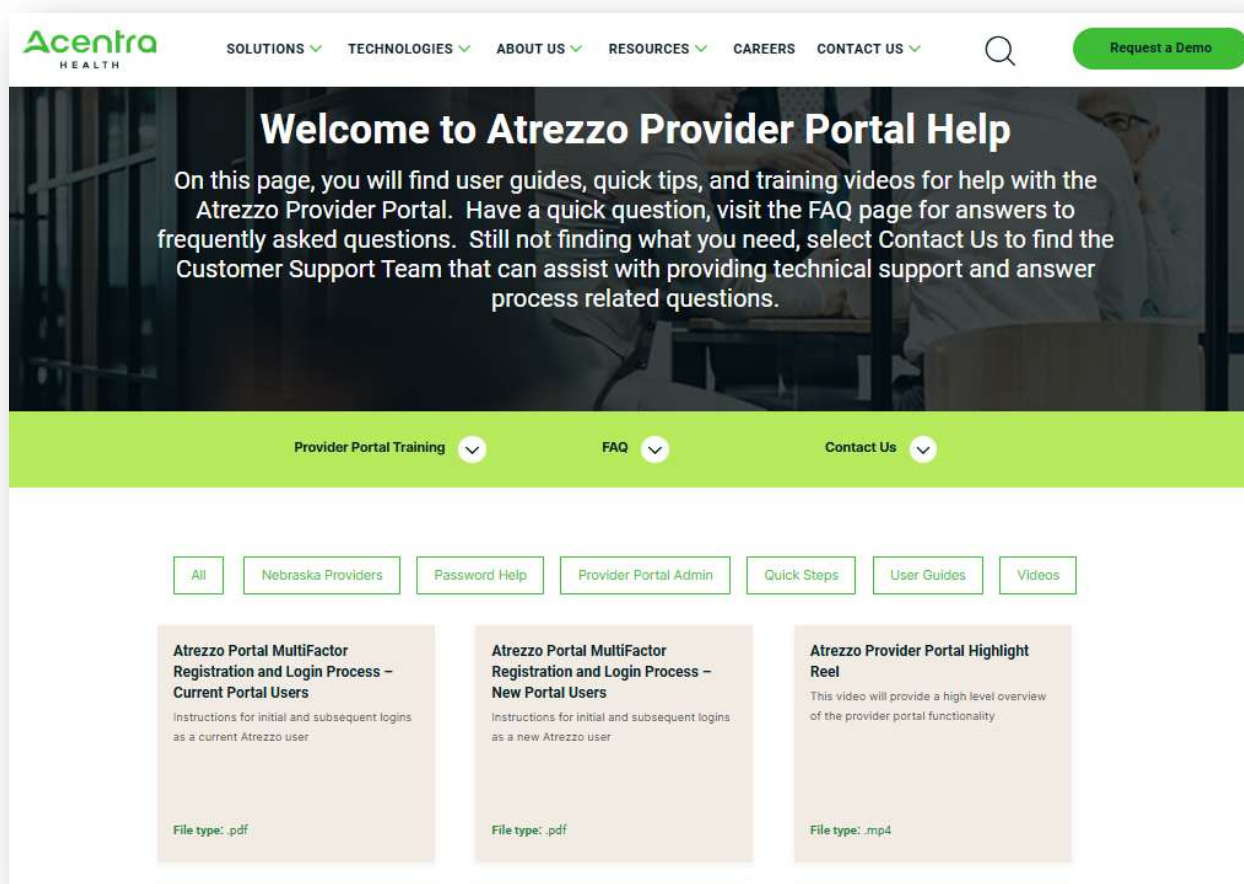 Acentra
HEALTH
SOLUTIONS TECHNOLOGIES ABOUT US RESOURCES CAREERS CONTACT US Request a Demo
Welcome to Atrezzo Provider Portal Help
On this page, you will find user guides, quick tips, and training videos for help with the
Atrezzo Provider Portal. Have a quick question, visit the FAQ page for answers to
frequently asked questions. Still not finding what you need, select Contact Us to find the
Customer Support Team that can assist with providing technical support and answer
process related questions.
Provider Portal Training FAQ Contact Us
All Nebraska Providers Password Help Provider Portal Admin Quick Steps User Guides Videos
Atrezzo Portal MultiFactor
Registration and Login Process –
Current Portal Users
Instructions for initial and subsequent logins
as a current Atrezzo user
File type: .pdf
Atrezzo Portal MultiFactor
Registration and Login Process –
New Portal Users
Instructions for initial and subsequent logins
as a new Atrezzo user
File type: .pdf
Atrezzo Provider Portal Highlight
Reel
This video will provide a high level overview
of the provider portal functionality
File type: .mp4